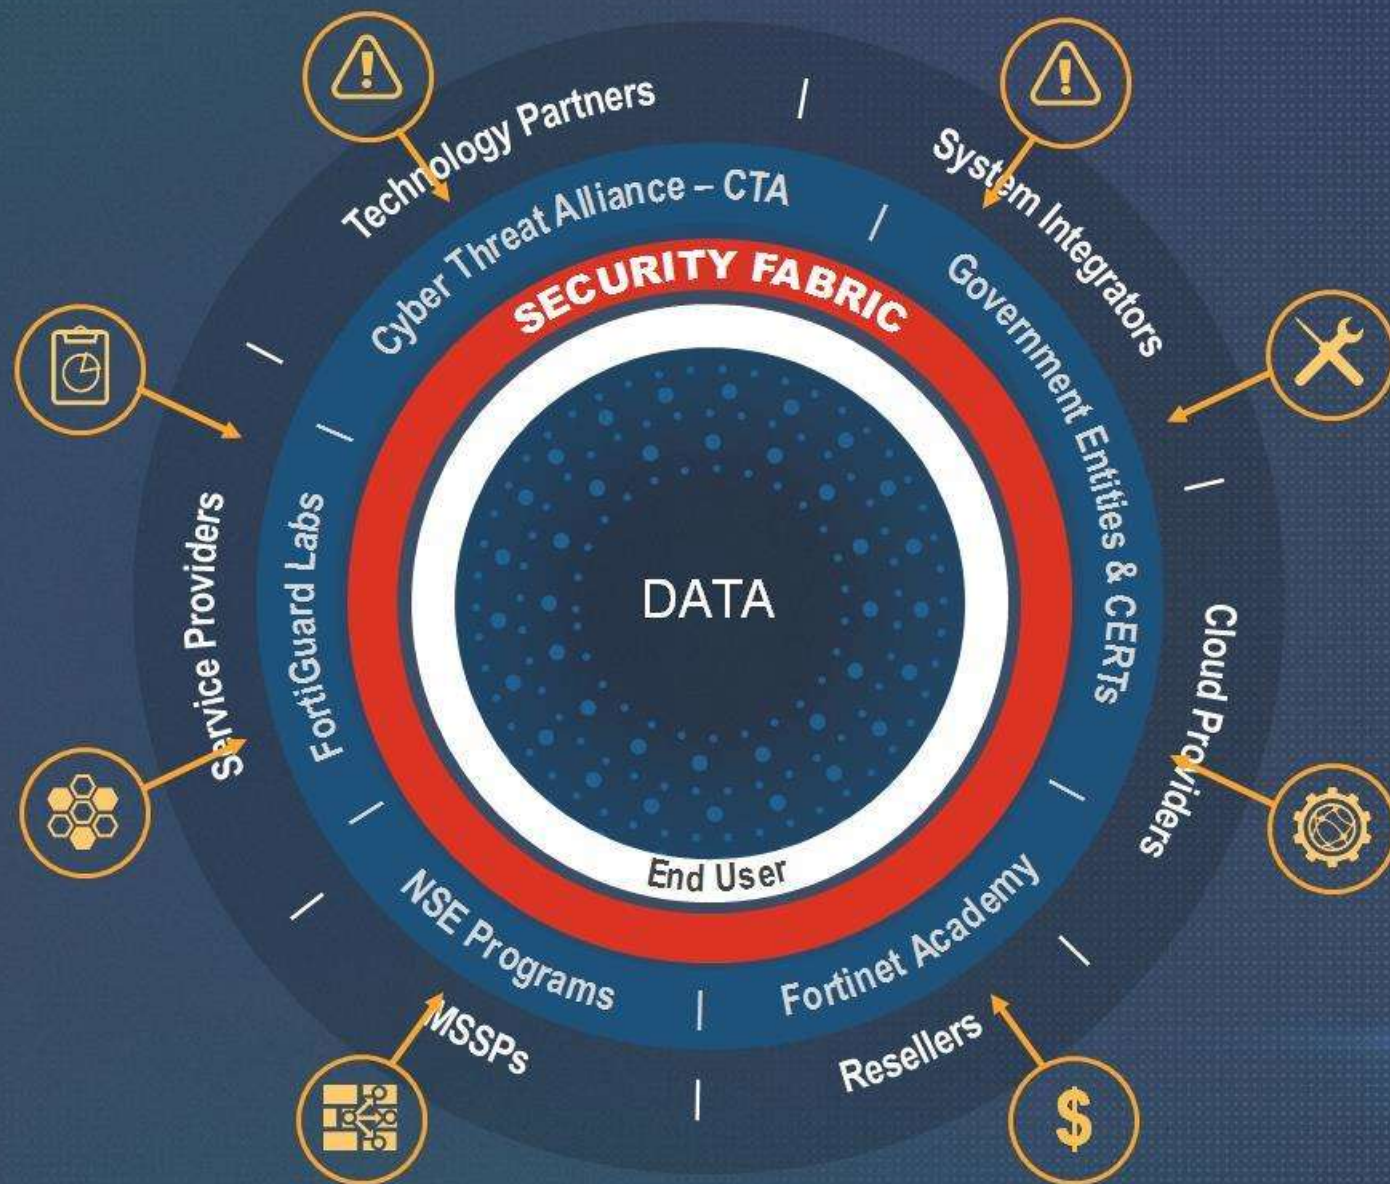 Technology Partners
System Integrators
Cyber Threat Alliance – CTA
Government Entities & CERTs
SECURITY FABRIC
Service Providers
FortiGuard Labs
DATA
Cloud Providers
End User
NSE Programs
Fortinet Academy
MSSPs
Resellers
$